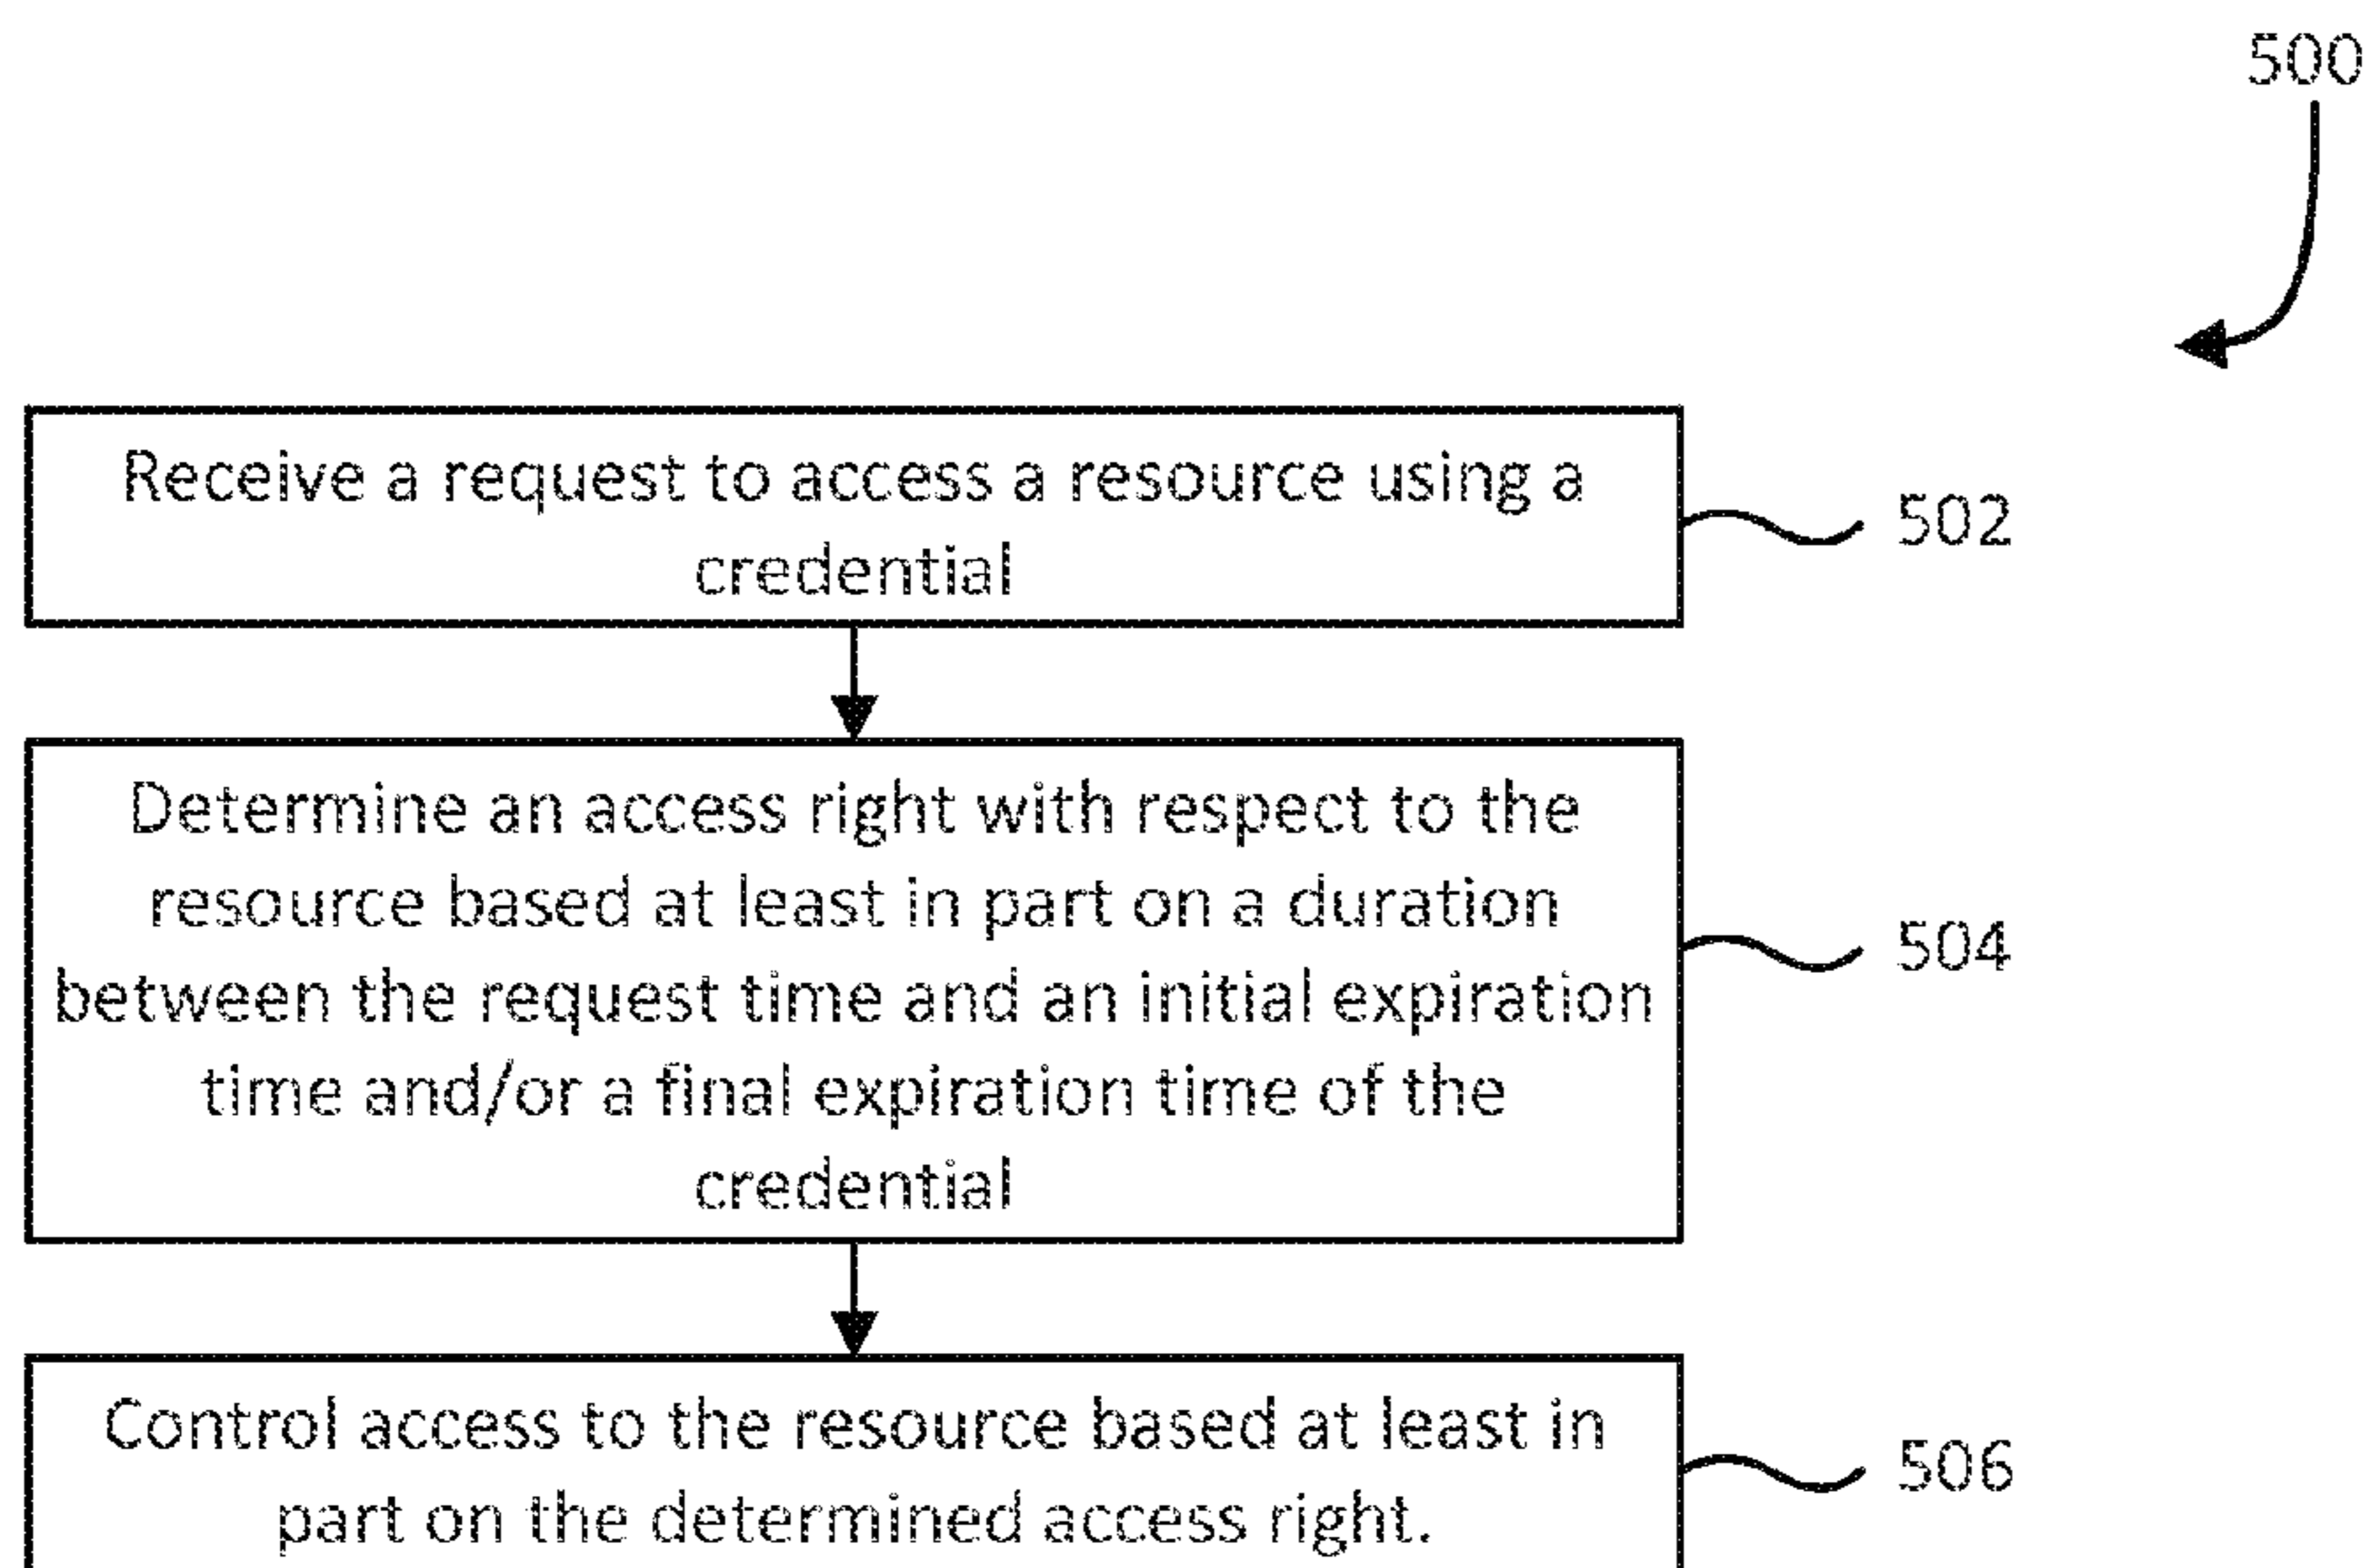 500
Receive a request to access a resource using a
credential
502
Determine an access right with respect to the
resource based at least in part on a duration
between the request time and an initial expiration
time and/or a final expiration time of the
credential
504
Control access to the resource based at least in
part on the determined access right.
506